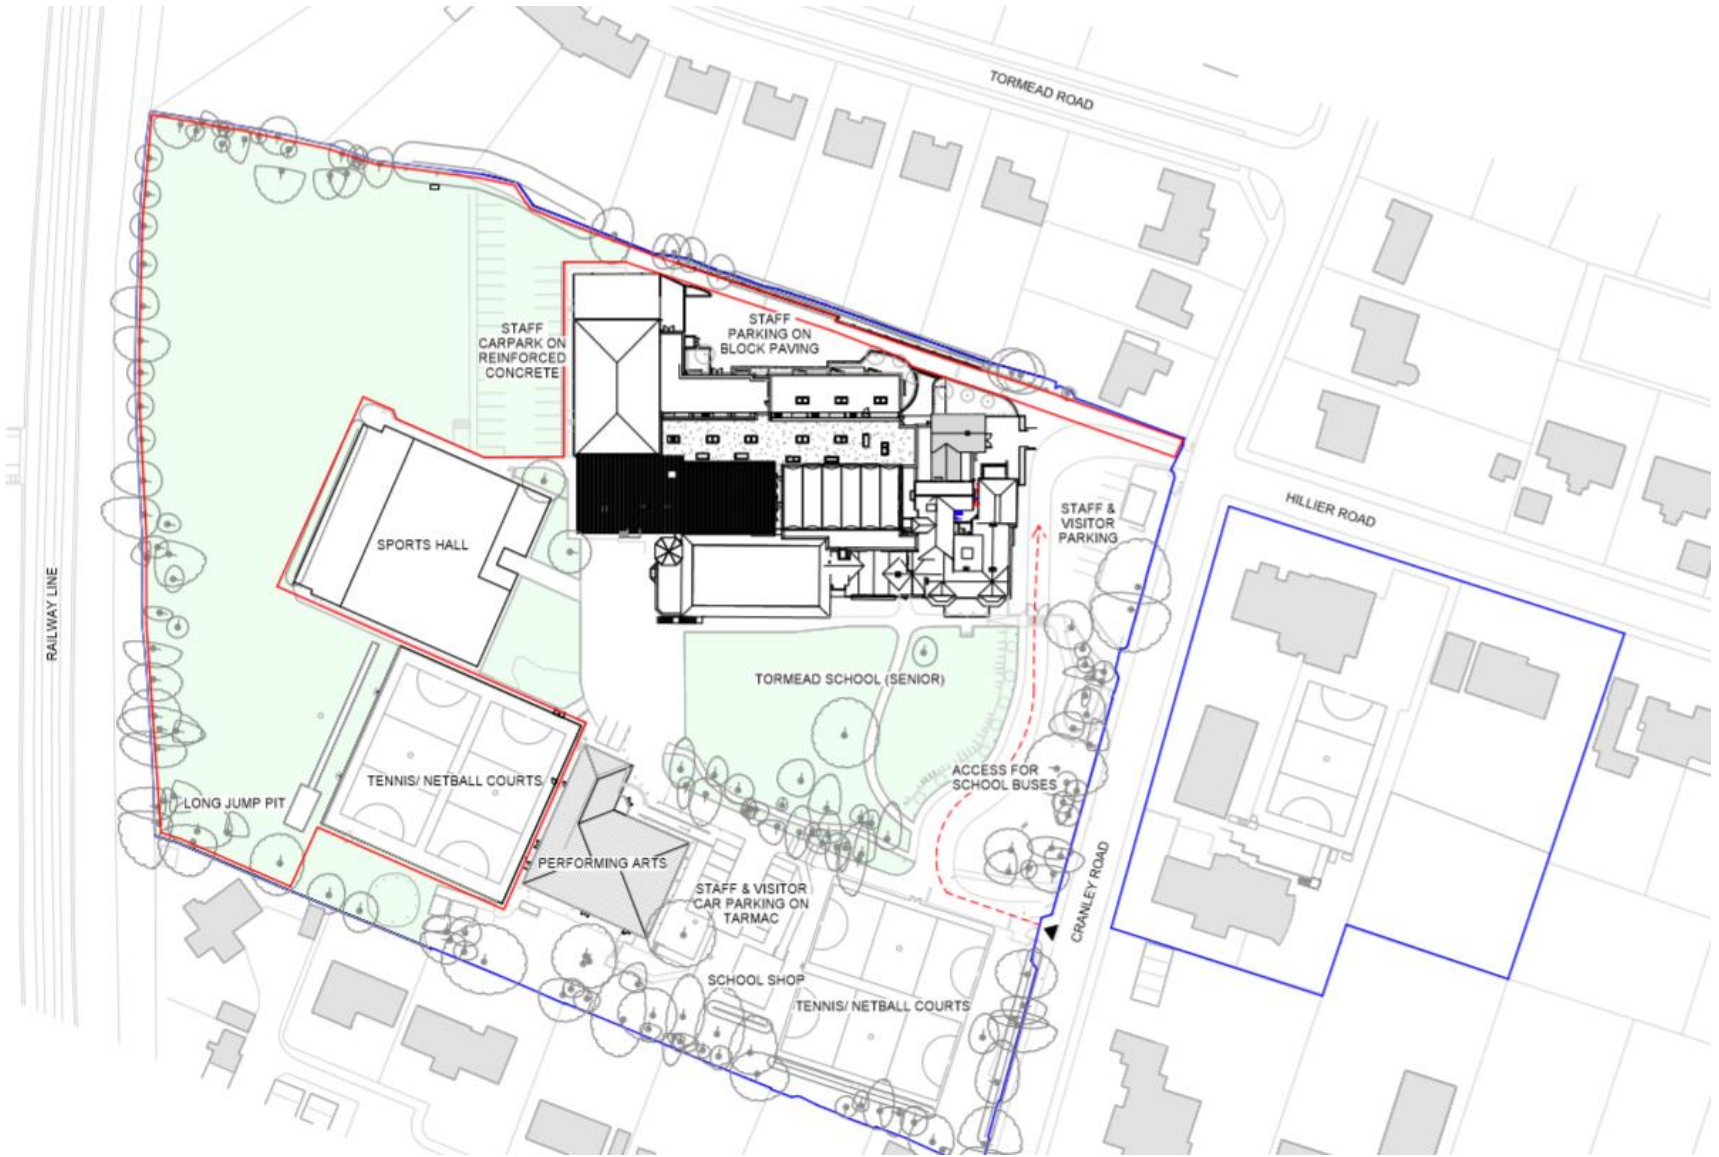 TORMEAD ROAD
STAFF
CARPARK ON
REINFORCED
CONCRETE
STAFF
PARKING ON
BLOCK PAVING
HILLIER ROAD
STAFF &
VISITOR
PARKING
SPORTS HALL
RAILWAY LINE
TORMEAD SCHOOL (SENIOR)
TENNIS/ NETBALL COURTS
ACCESS FOR
SCHOOL BUSES
LONG JUMP PIT
PERFORMING ARTS
STAFF & VISITOR
CAR PARKING ON
TARMAC
CRANLEY ROAD
SCHOOL SHOP
TENNIS/ NETBALL COURTS